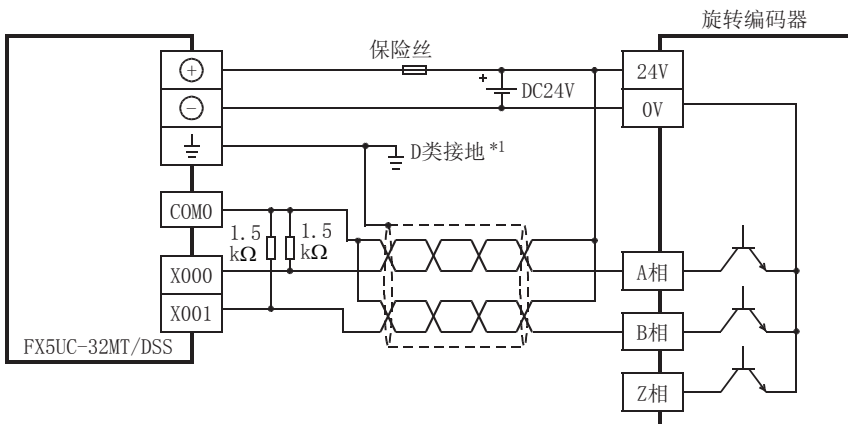 旋转编码器
保险丝
24V
DC24V
0V
D类接地 *1
COM0
1.5
kΩ
1.5
kΩ
X000
A相
X001
B相
FX5UC-32MT/DSS
Z相